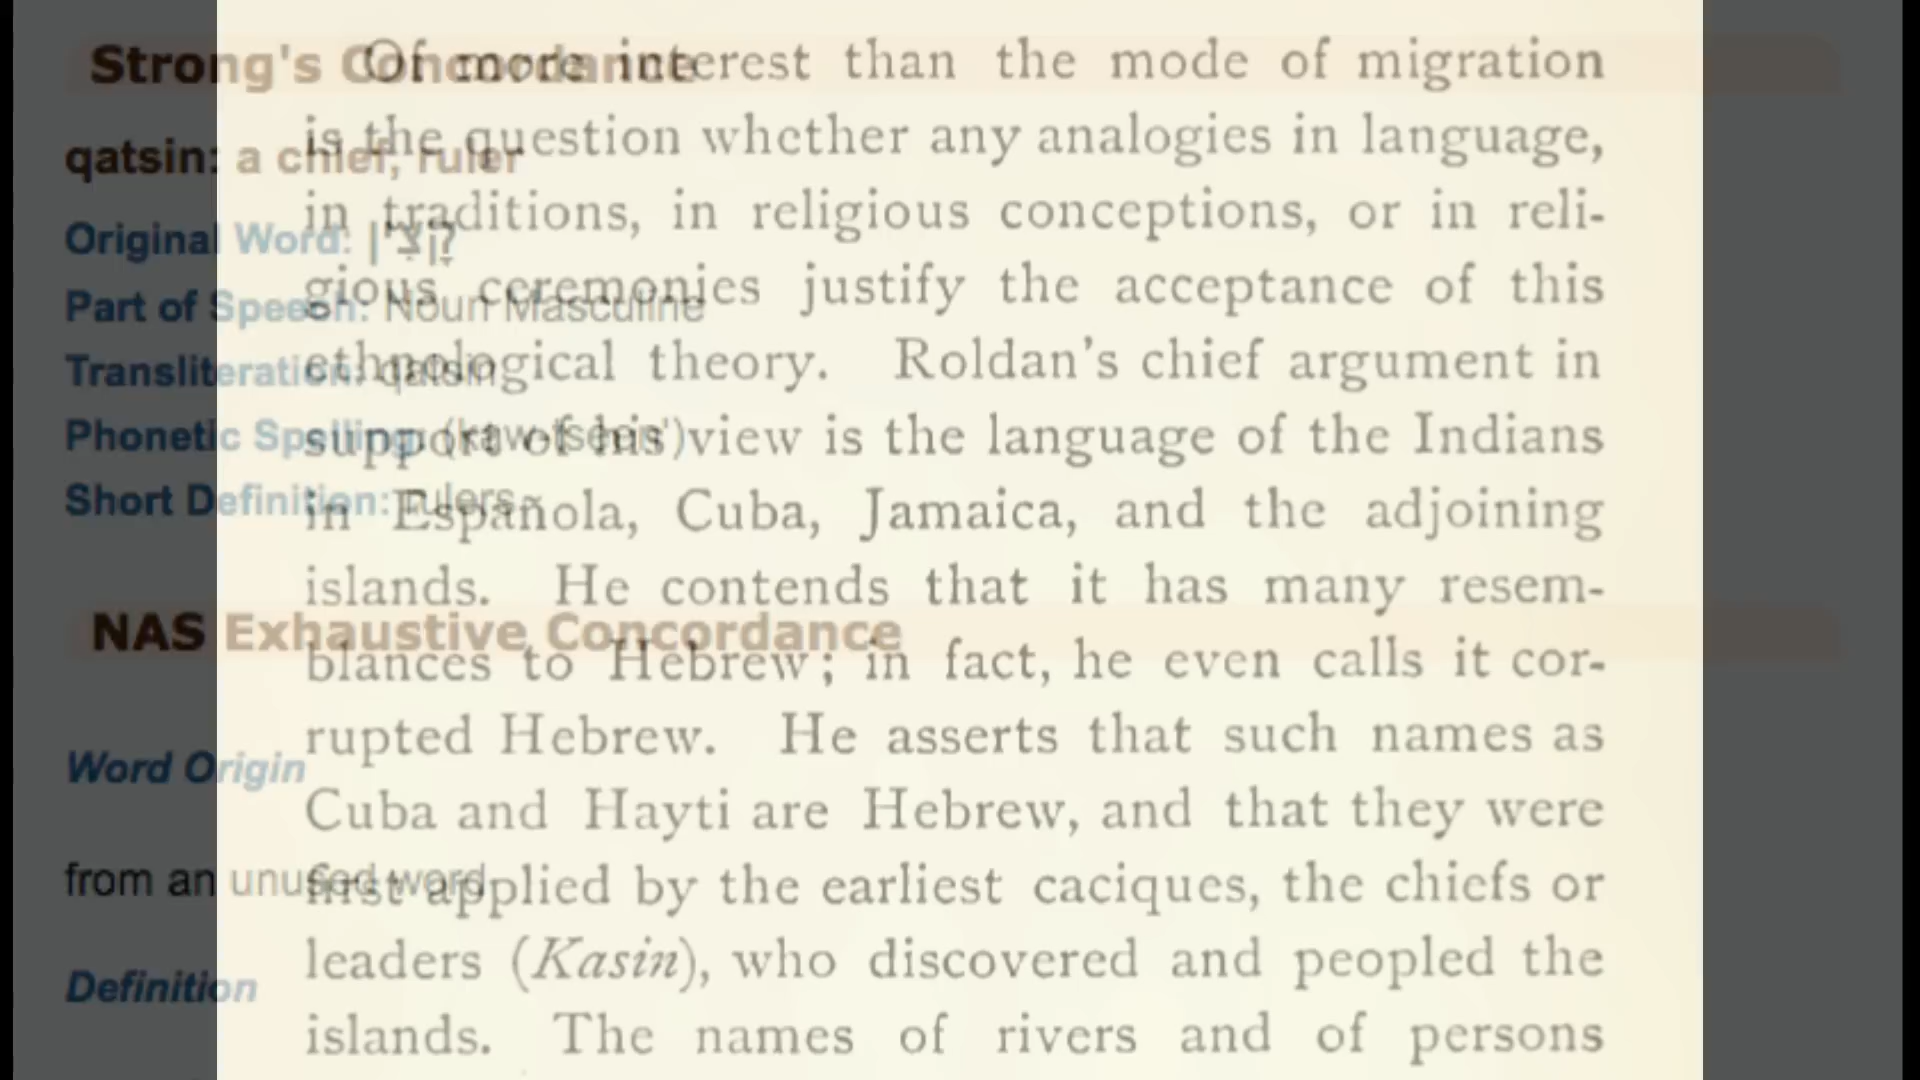 Strong's Concordance
qatsin: a chief, ruler
Original Word: קָצִין
Part of Speech: Noun Masculine
Transliteration: qatsin
Phonetic Spelling: (kaw-tseen')
Short Definition: rulers
NAS Exhaustive Concordance
Word Origin
from an unused word
Definition
Of more interest than the mode of migration
is the question whether any analogies in language,
in traditions, in religious conceptions, or in reli-
gious ceremonies justify the acceptance of this
ethnological theory. Roldan's chief argument in
support of his view is the language of the Indians
in Española, Cuba, Jamaica, and the adjoining
islands. He contends that it has many resem-
blances to Hebrew; in fact, he even calls it cor-
rupted Hebrew. He asserts that such names as
Cuba and Hayti are Hebrew, and that they were
first applied by the earliest caciques, the chiefs or
leaders (Kasin), who discovered and peopled the
islands. The names of rivers and of persons